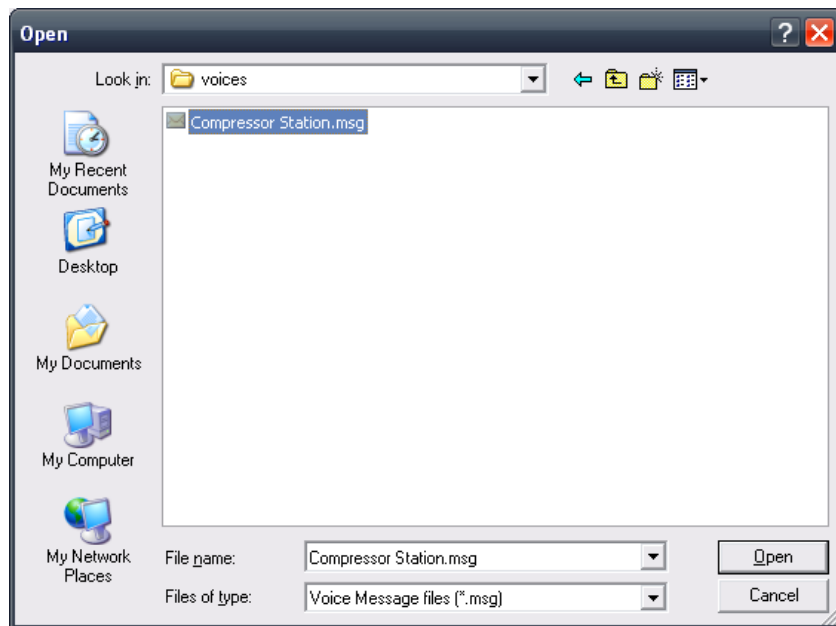 Open
Look in:
voices
Compressor Station.msg
My Recent
Documents
Desktop
My Documents
My Computer
My Network
Places
File name:
Compressor Station.msg
Open
Files of type:
Voice Message files (*.msg)
Cancel